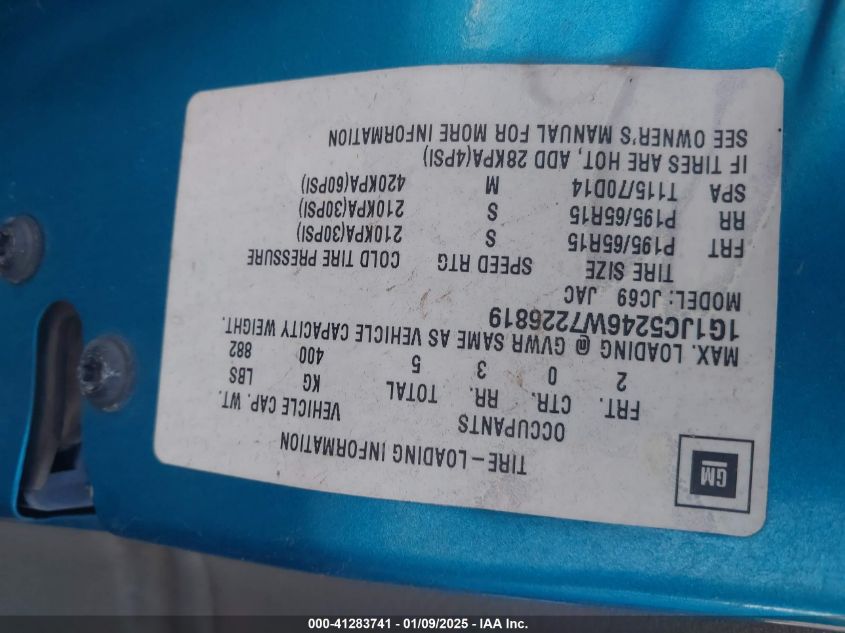 GM
TIRE-LOADING INFORMATION
OCCUPANTS VEHICLE CAP. WT.
FRT. CTR. RR. TOTAL KG LBS
2 0 3 5 400 882
MAX. LOADING @ GVWR SAME AS VEHICLE CAPACITY WEIGHT.
1G1JC5246W7226819
MODEL: JC69 JAC
TIRE SIZE SPEED RTG COLD TIRE PRESSURE
FRT P195/65R15 S 210KPA(30PSI)
RR P195/65R15 S 210KPA(30PSI)
SPA T115/70D14 M 420KPA(60PSI)
IF TIRES ARE HOT, ADD 28KPA(4PSI)
SEE OWNER'S MANUAL FOR MORE INFORMATION
000-41283741 - 01/09/2025 - IAA Inc.